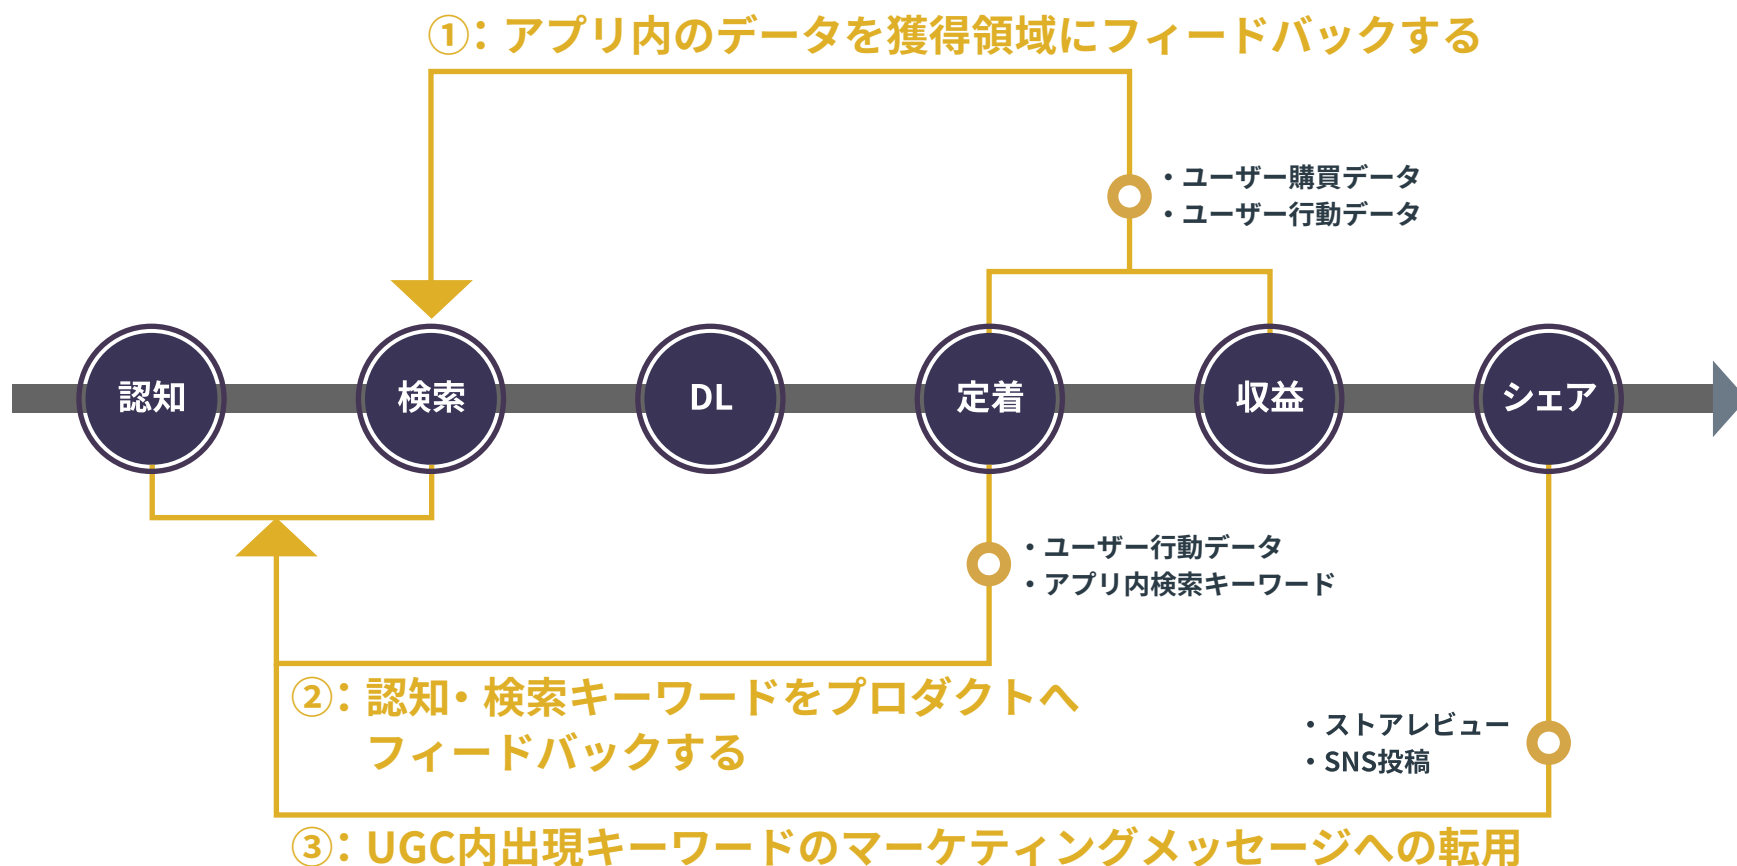 ①：アプリ内のデータを獲得領域にフィードバックする
・ユーザー購買データ
・ユーザー行動データ
認知
検索
DL
定着
収益
シェア
・ユーザー行動データ
・アプリ内検索キーワード
②：認知・検索キーワードをプロダクトへ
フィードバックする
・ストアレビュー
・SNS投稿
③：UGC内出現キーワードのマーケティングメッセージへの転用